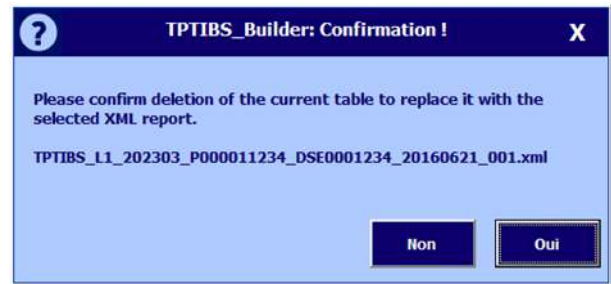 ?
TPTIBS_Builder: Confirmation !
X
Please confirm deletion of the current table to replace it with the
selected XML report.
TPTIBS_L1_202303_P000011234_DSE0001234_20160621_001.xml
Non
Oui